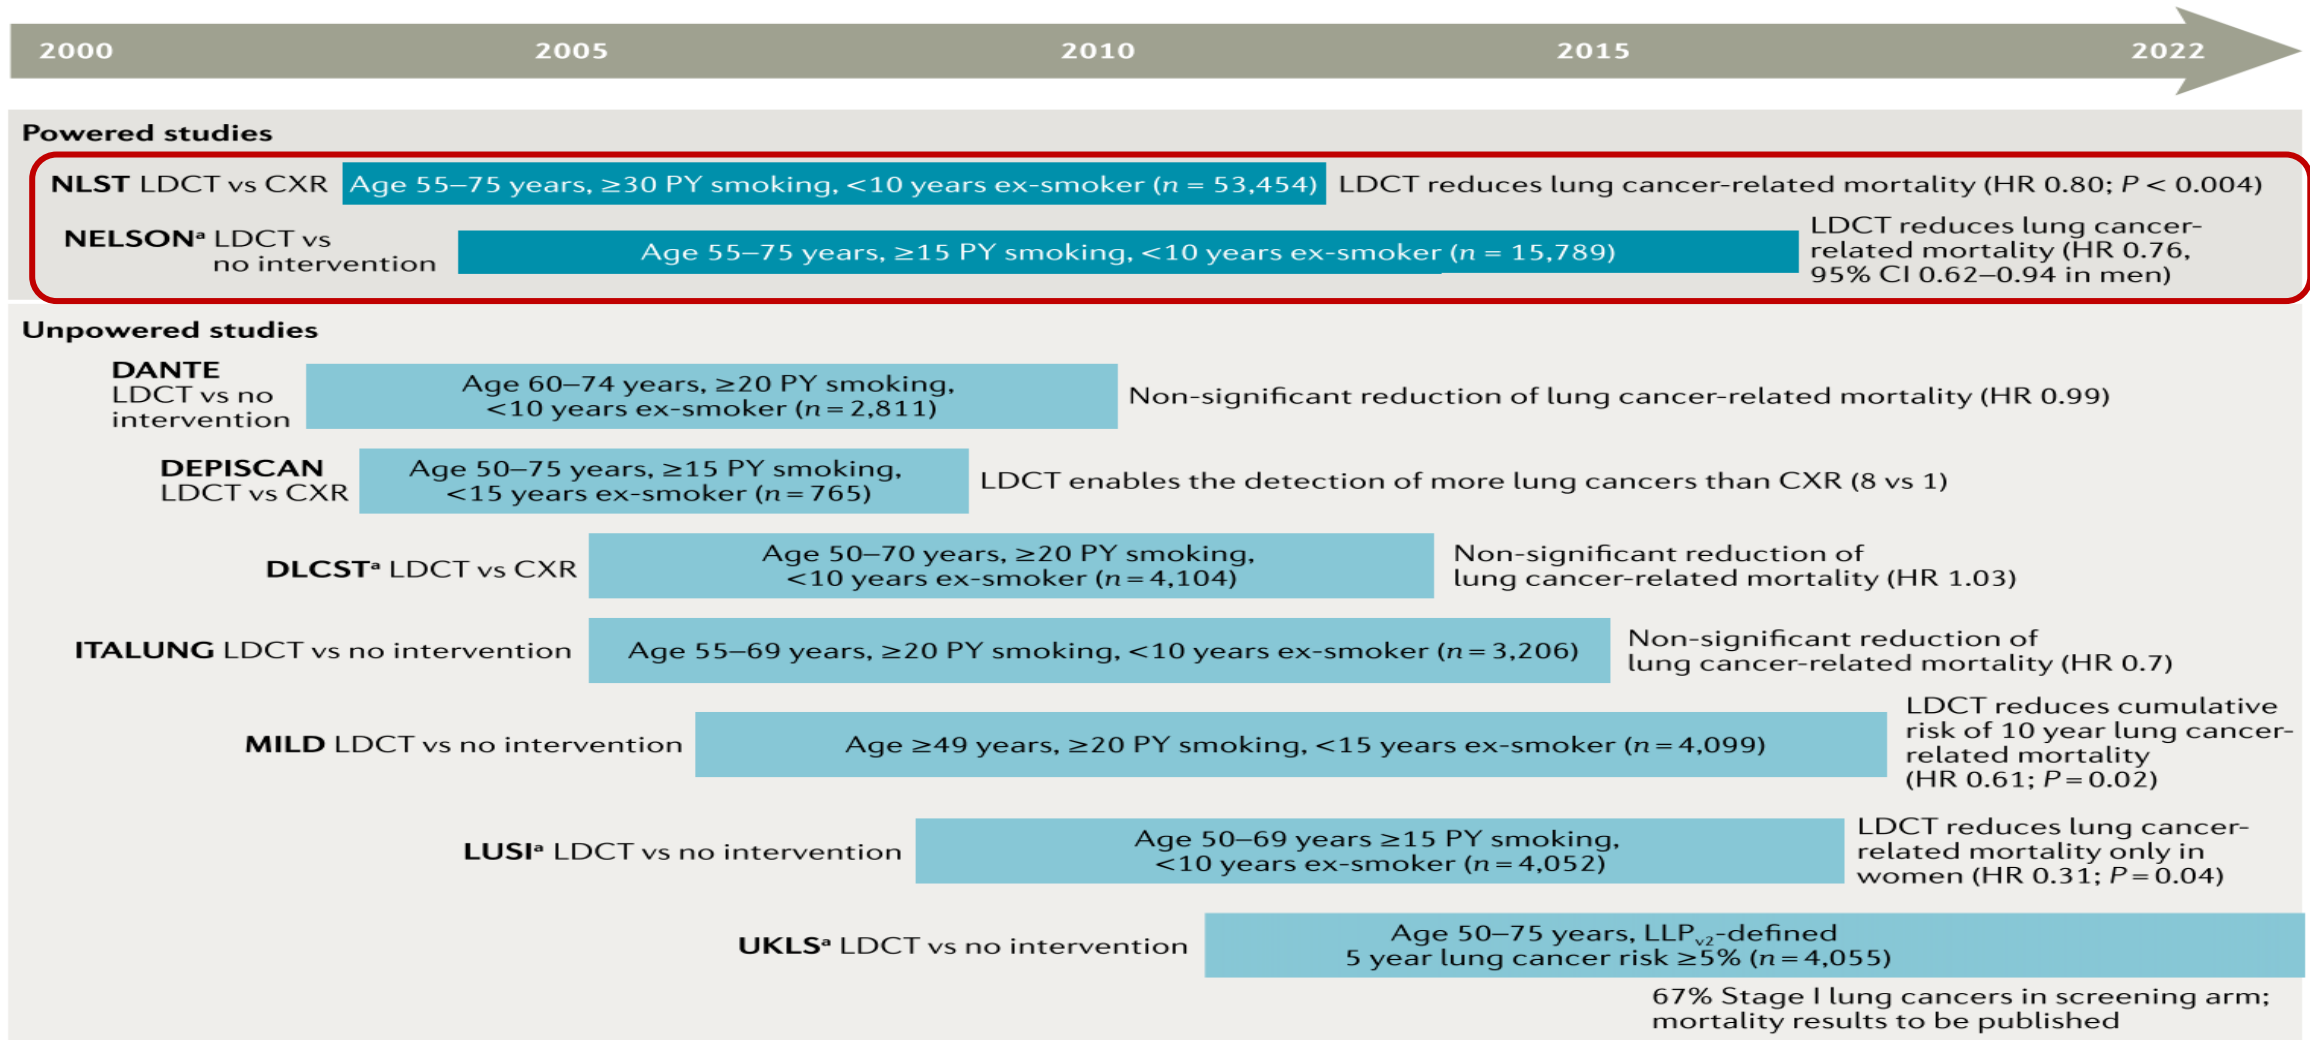 2000 2005 2010 2015 2022
Powered studies
NLST LDCT vs CXR
Age 55–75 years, ≥30 PY smoking, <10 years ex-smoker (n = 53,454)
LDCT reduces lung cancer-related mortality (HR 0.80; P < 0.004)
NELSONᵃ LDCT vs
no intervention
Age 55–75 years, ≥15 PY smoking, <10 years ex-smoker (n = 15,789)
LDCT reduces lung cancer-
related mortality (HR 0.76,
95% CI 0.62–0.94 in men)
Unpowered studies
DANTE
LDCT vs no
intervention
Age 60–74 years, ≥20 PY smoking,
<10 years ex-smoker (n = 2,811)
Non-significant reduction of lung cancer-related mortality (HR 0.99)
DEPISCAN
LDCT vs CXR
Age 50–75 years, ≥15 PY smoking,
<15 years ex-smoker (n = 765)
LDCT enables the detection of more lung cancers than CXR (8 vs 1)
DLCSTᵃ LDCT vs CXR
Age 50–70 years, ≥20 PY smoking,
<10 years ex-smoker (n = 4,104)
Non-significant reduction of
lung cancer-related mortality (HR 1.03)
ITALUNG LDCT vs no intervention
Age 55–69 years, ≥20 PY smoking, <10 years ex-smoker (n = 3,206)
Non-significant reduction of
lung cancer-related mortality (HR 0.7)
MILD LDCT vs no intervention
Age ≥49 years, ≥20 PY smoking, <15 years ex-smoker (n = 4,099)
LDCT reduces cumulative
risk of 10 year lung cancer-
related mortality
(HR 0.61; P = 0.02)
LUSIᵃ LDCT vs no intervention
Age 50–69 years ≥15 PY smoking,
<10 years ex-smoker (n = 4,052)
LDCT reduces lung cancer-
related mortality only in
women (HR 0.31; P = 0.04)
UKLSᵃ LDCT vs no intervention
Age 50–75 years, LLPv2-defined
5 year lung cancer risk ≥5% (n = 4,055)
67% Stage I lung cancers in screening arm;
mortality results to be published